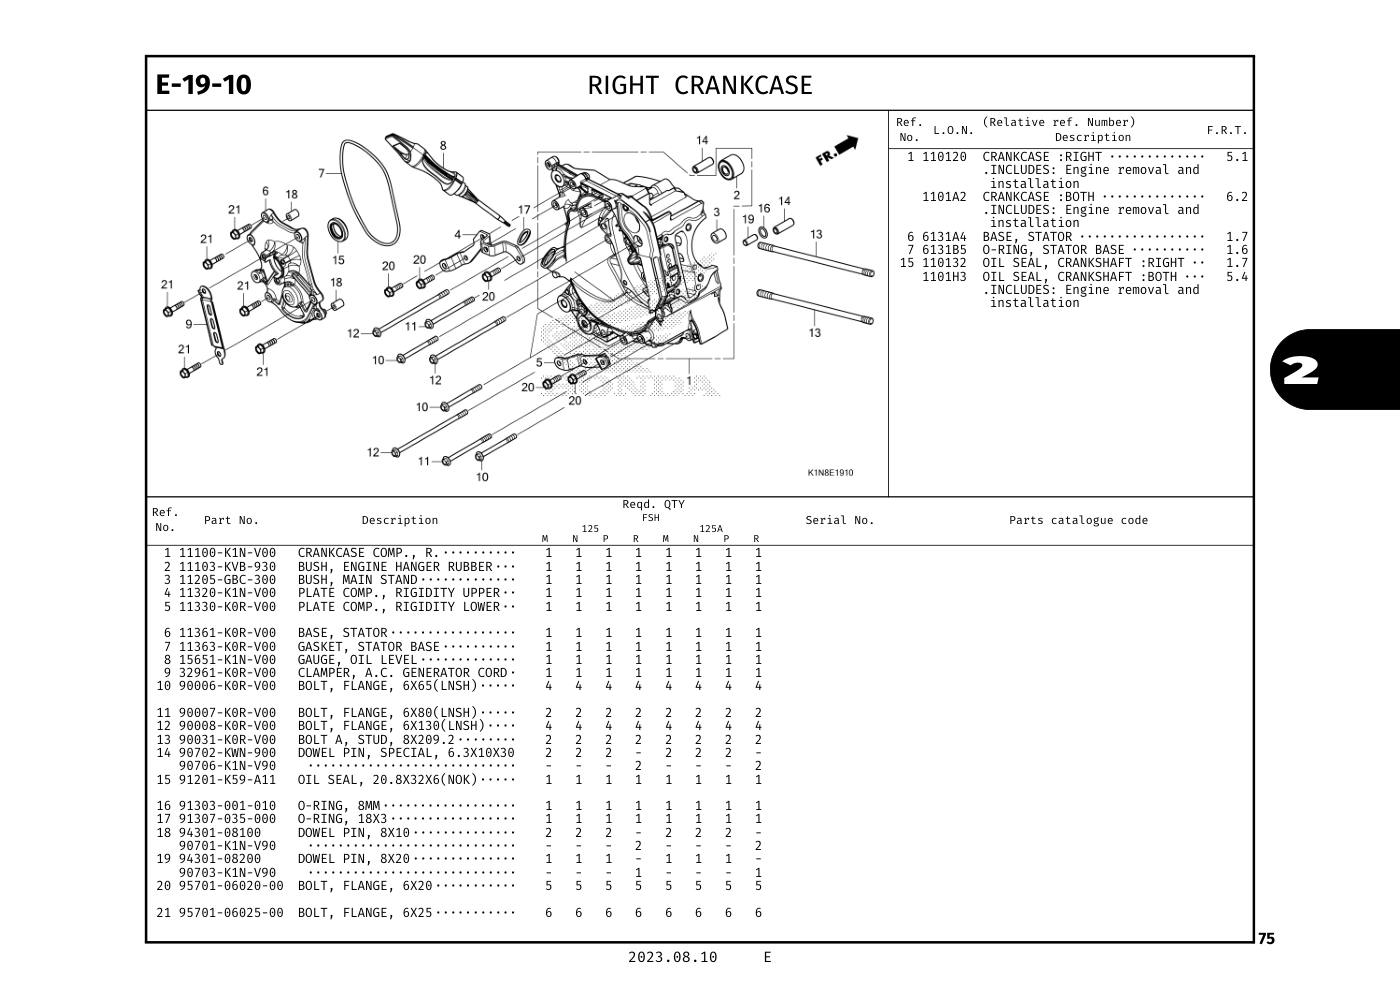 E-19-10
RIGHT CRANKCASE
Ref. No. L.O.N. (Relative ref. Number) Description F.R.T.
1 110120 CRANKCASE :RIGHT ············· 5.1
.INCLUDES: Engine removal and
installation
1101A2 CRANKCASE :BOTH ·············· 6.2
.INCLUDES: Engine removal and
installation
6 6131A4 BASE, STATOR ················· 1.7
7 6131B5 O-RING, STATOR BASE ·········· 1.6
15 110132 OIL SEAL, CRANKSHAFT :RIGHT ·· 1.7
1101H3 OIL SEAL, CRANKSHAFT :BOTH ··· 5.4
.INCLUDES: Engine removal and
installation
FR.
14
8
7
2
6
18
21
17
3
19
16
14
4
13
21
15
20
20
21
21
18
20
9
12
11
13
10
21
12
5
1
21
20
20
10
12
11
10
HONDA
K1N8E1910
2
Ref. No. Part No. Description Reqd. QTY Serial No. Parts catalogue code
FSH
125 125A
M N P R M N P R
1 11100-K1N-V00 CRANKCASE COMP., R.·········· 1 1 1 1 1 1 1 1
2 11103-KVB-930 BUSH, ENGINE HANGER RUBBER··· 1 1 1 1 1 1 1 1
3 11205-GBC-300 BUSH, MAIN STAND············· 1 1 1 1 1 1 1 1
4 11320-K1N-V00 PLATE COMP., RIGIDITY UPPER·· 1 1 1 1 1 1 1 1
5 11330-K0R-V00 PLATE COMP., RIGIDITY LOWER·· 1 1 1 1 1 1 1 1
6 11361-K0R-V00 BASE, STATOR················· 1 1 1 1 1 1 1 1
7 11363-K0R-V00 GASKET, STATOR BASE·········· 1 1 1 1 1 1 1 1
8 15651-K1N-V00 GAUGE, OIL LEVEL············· 1 1 1 1 1 1 1 1
9 32961-K0R-V00 CLAMPER, A.C. GENERATOR CORD· 1 1 1 1 1 1 1 1
10 90006-K0R-V00 BOLT, FLANGE, 6X65(LNSH)····· 4 4 4 4 4 4 4 4
11 90007-K0R-V00 BOLT, FLANGE, 6X80(LNSH)····· 2 2 2 2 2 2 2 2
12 90008-K0R-V00 BOLT, FLANGE, 6X130(LNSH)···· 4 4 4 4 4 4 4 4
13 90031-K0R-V00 BOLT A, STUD, 8X209.2········ 2 2 2 2 2 2 2 2
14 90702-KWN-900 DOWEL PIN, SPECIAL, 6.3X10X30 2 2 2 - 2 2 2 -
90706-K1N-V90 ···························· - - - 2 - - - 2
15 91201-K59-A11 OIL SEAL, 20.8X32X6(NOK)····· 1 1 1 1 1 1 1 1
16 91303-001-010 O-RING, 8MM·················· 1 1 1 1 1 1 1 1
17 91307-035-000 O-RING, 18X3················· 1 1 1 1 1 1 1 1
18 94301-08100 DOWEL PIN, 8X10·············· 2 2 2 - 2 2 2 -
90701-K1N-V90 ···························· - - - 2 - - - 2
19 94301-08200 DOWEL PIN, 8X20·············· 1 1 1 - 1 1 1 -
90703-K1N-V90 ···························· - - - 1 - - - 1
20 95701-06020-00 BOLT, FLANGE, 6X20··········· 5 5 5 5 5 5 5 5
21 95701-06025-00 BOLT, FLANGE, 6X25··········· 6 6 6 6 6 6 6 6
75
2023.08.10 E